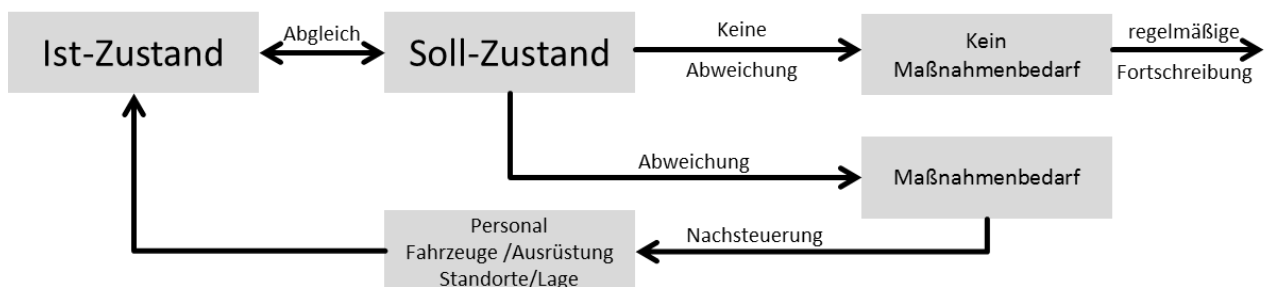 Ist-Zustand
Abgleich
Soll-Zustand
Keine
Abweichung
Kein
Maßnahmenbedarf
regelmäßige
Fortschreibung
Abweichung
Maßnahmenbedarf
Nachsteuerung
Personal
Fahrzeuge /Ausrüstung
Standorte/Lage